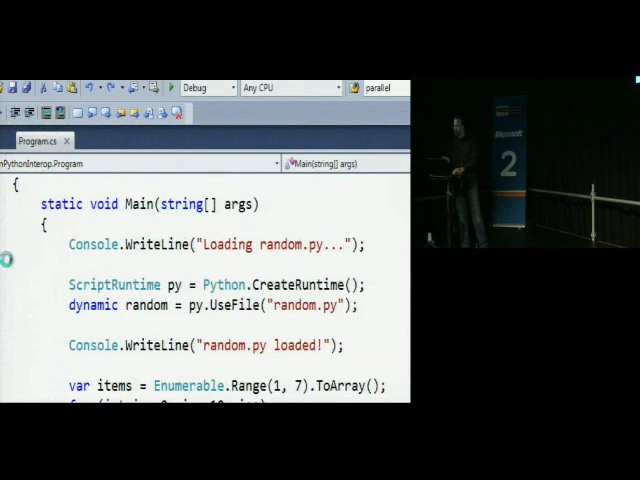 Debug Any CPU parallel
Program.cs
nPythonInterop.Program Main(string[] args)
{
static void Main(string[] args)
{
Console.WriteLine("Loading random.py...");
ScriptRuntime py = Python.CreateRuntime();
dynamic random = py.UseFile("random.py");
Console.WriteLine("random.py loaded!");
var items = Enumerable.Range(1, 7).ToArray();
Microsoft
2